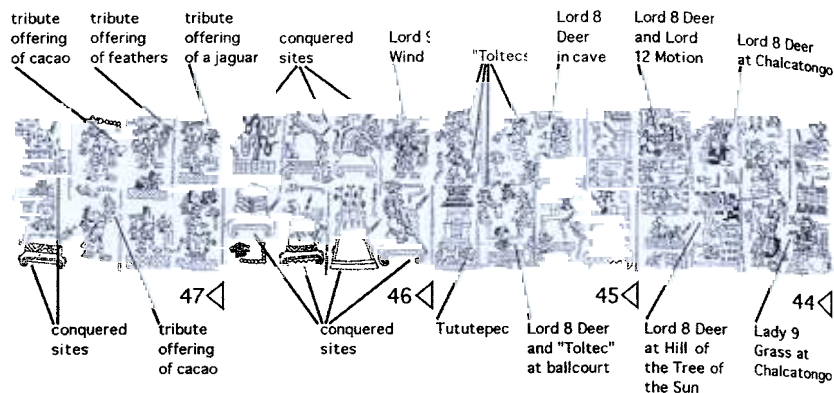 tribute
offering
of cacao
tribute
offering
of feathers
tribute
offering
of a jaguar
conquered
sites
Lord
Wind
"Toltecs
Lord 8
Deer
in cave
Lord 8 Deer
and Lord
12 Motion
Lord 8 Deer
at Chalcatongo
47
46
45
44
conquered
sites
tribute
offering
of cacao
conquered
sites
Tututepec
Lord 8 Deer
and "Toltec"
at ballcourt
Lord 8 Deer
at Hill of
the Tree of
the Sun
Lady 9
Grass at
Chalcatongo